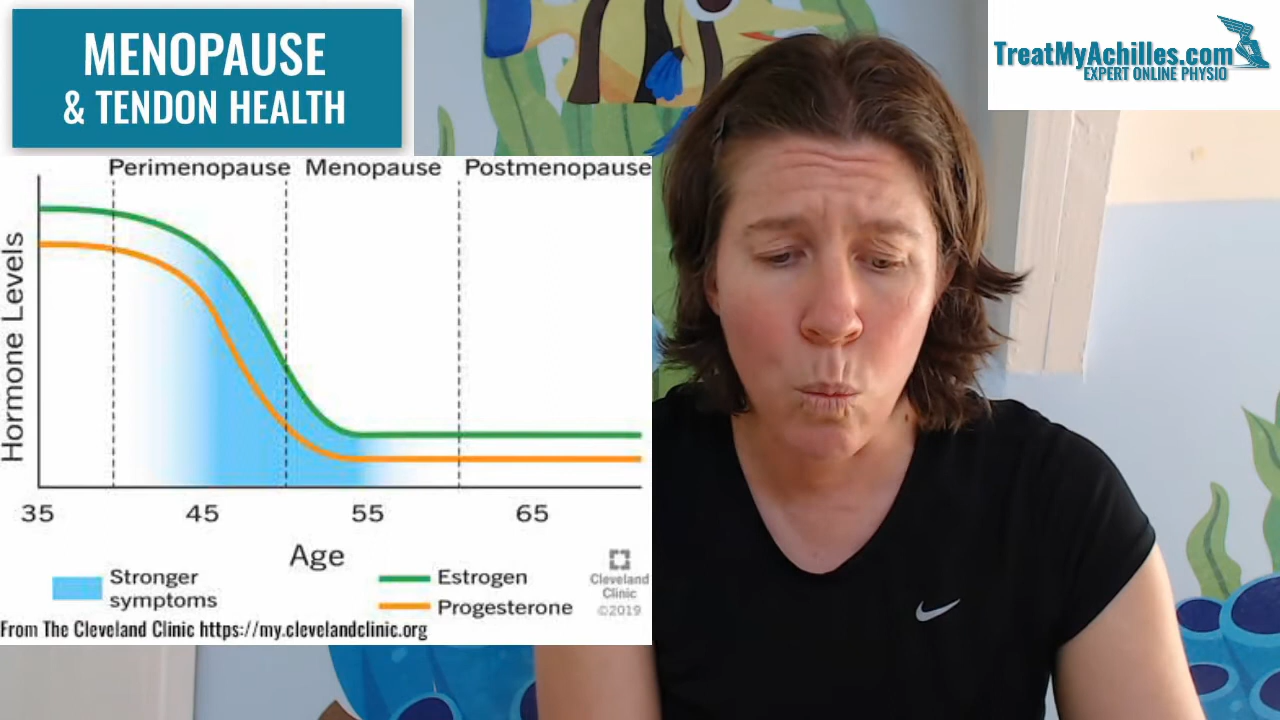 MENOPAUSE
& TENDON HEALTH
TreatMyAchilles.com
EXPERT ONLINE PHYSIO
Perimenopause Menopause Postmenopause
Hormone Levels
35 45 55 65
Age
Stronger
symptoms
Estrogen
Progesterone
Cleveland
Clinic
©2019
From The Cleveland Clinic https://my.clevelandclinic.org